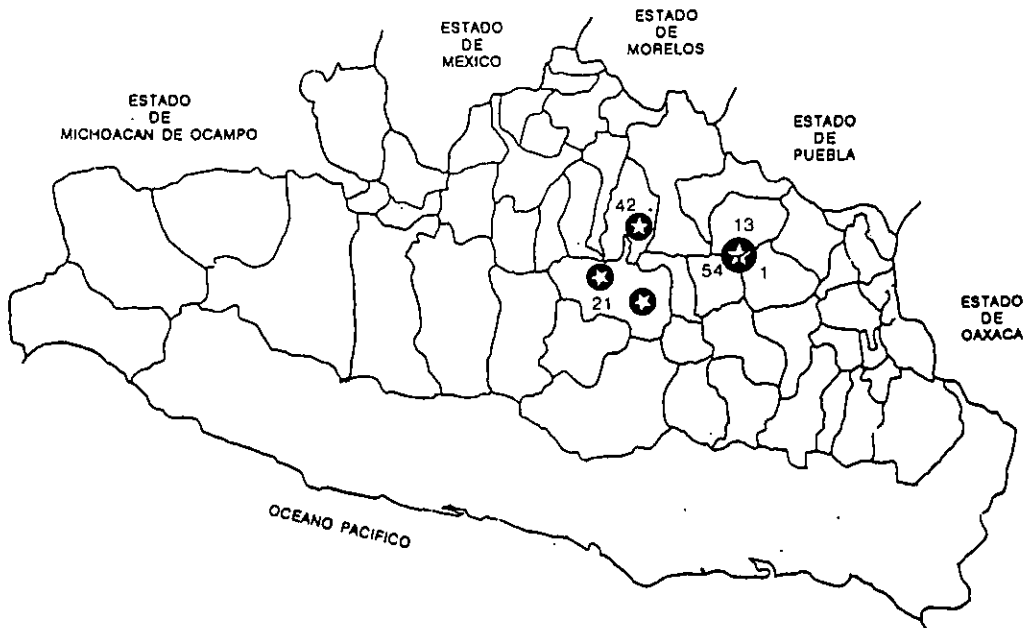 ESTADO
DE
MORELOS
ESTADO
DE
MEXICO
ESTADO
DE
MICHOACAN DE OCAMPO
ESTADO
DE
PUEBLA
42
13
54
1
21
ESTADO
DE
OAXACA
OCEANO PACIFICO